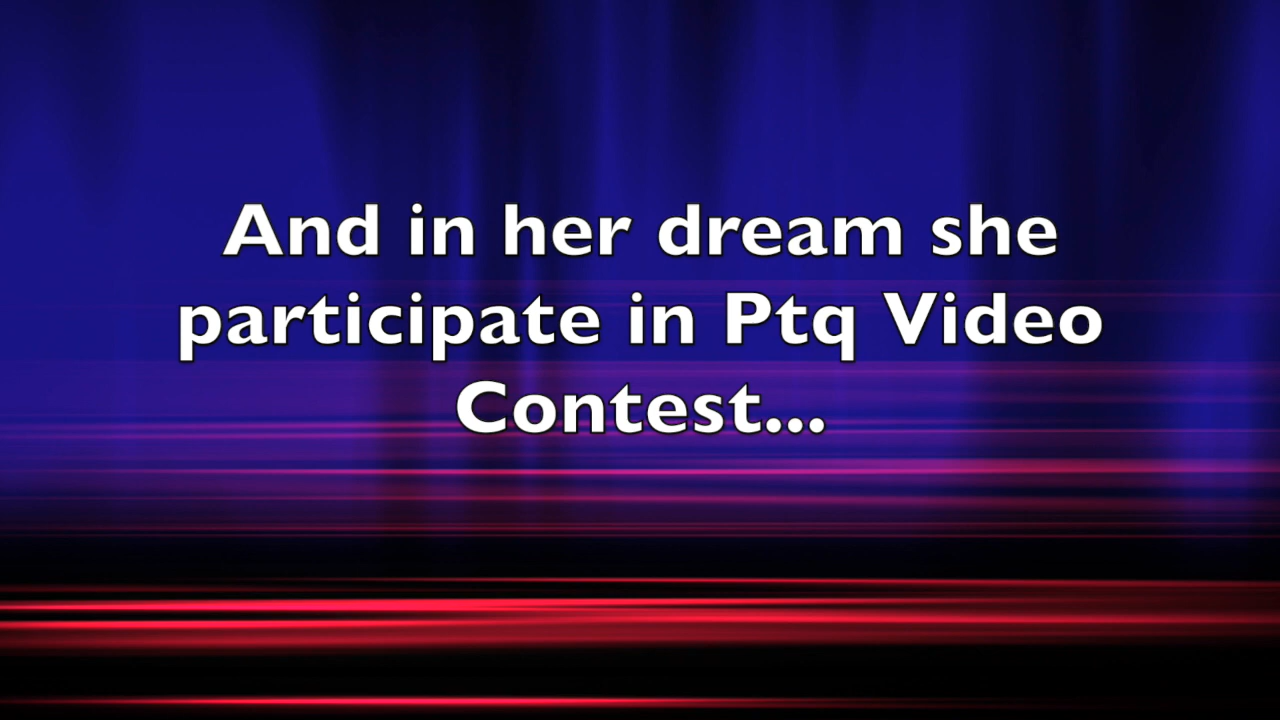 And in her dream she
participate in Ptq Video
Contest...